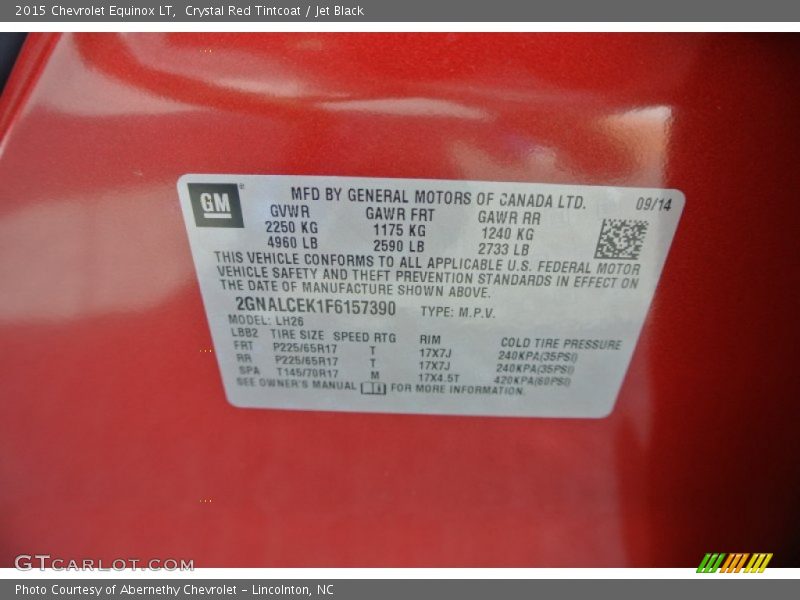 2015 Chevrolet Equinox LT, Crystal Red Tintcoat / Jet Black
GM®
MFD BY GENERAL MOTORS OF CANADA LTD. 09/14
GVWR GAWR FRT GAWR RR
2250 KG 1175 KG 1240 KG
4960 LB 2590 LB 2733 LB
THIS VEHICLE CONFORMS TO ALL APPLICABLE U.S. FEDERAL MOTOR
VEHICLE SAFETY AND THEFT PREVENTION STANDARDS IN EFFECT ON
THE DATE OF MANUFACTURE SHOWN ABOVE.
2GNALCEK1F6157390 TYPE: M.P.V.
MODEL: LH26
LBB2 TIRE SIZE SPEED RTG RIM COLD TIRE PRESSURE
FRT P225/65R17 T 17X7J 240KPA(35PSI)
RR P225/65R17 T 17X7J 240KPA(35PSI)
SPA T145/70R17 M 17X4.5T 420KPA(60PSI)
SEE OWNER'S MANUAL FOR MORE INFORMATION.
GTCARLOT.COM
Photo Courtesy of Abernethy Chevrolet - Lincolnton, NC